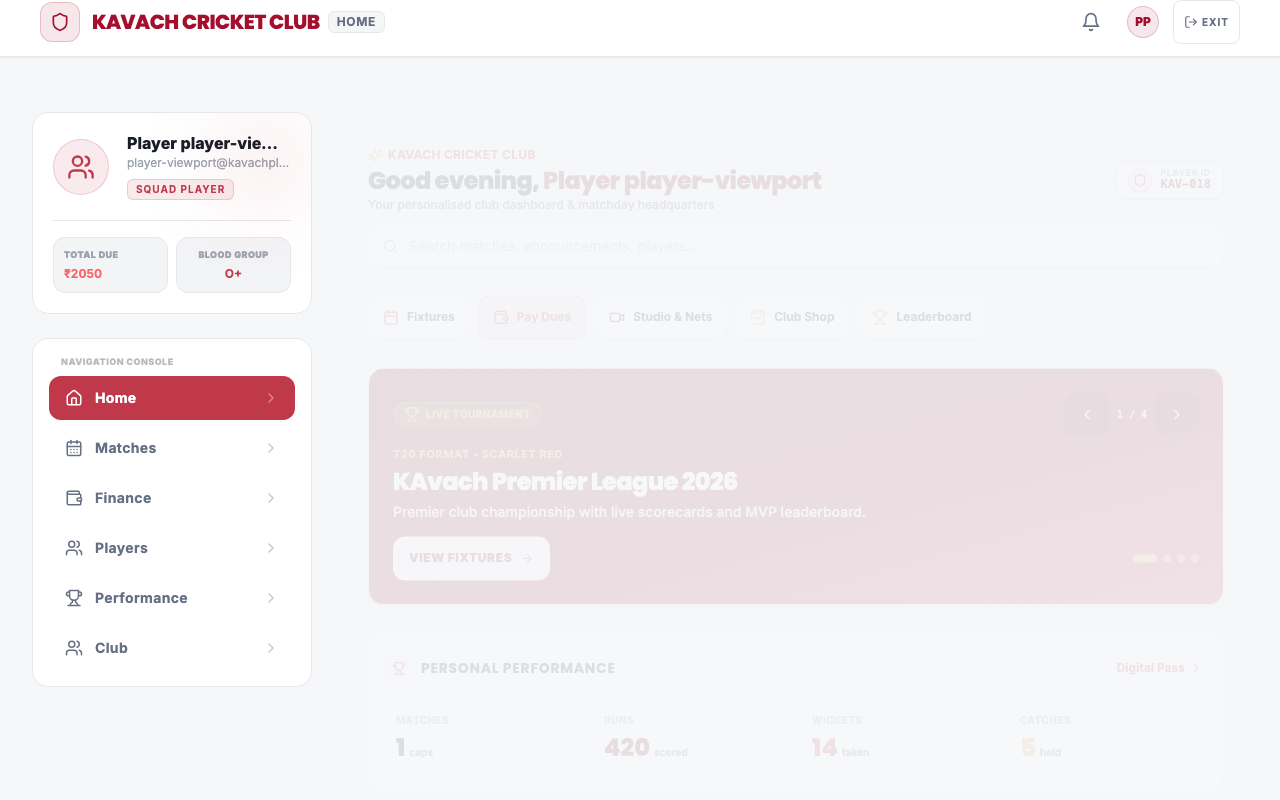 KAVACH CRICKET CLUB HOME
PP
EXIT
Player player-vie...
player-viewport@kavachpl...
SQUAD PLAYER
TOTAL DUE
₹2050
BLOOD GROUP
O+
NAVIGATION CONSOLE
Home
Matches
Finance
Players
Performance
Club
KAVACH CRICKET CLUB
Good evening, Player player-viewport
Your personalised club dashboard & matchday headquarters
PLAYER ID
KAV-018
Search matches, announcements, players...
Fixtures
Pay Dues
Studio & Nets
Club Shop
Leaderboard
LIVE TOURNAMENT
1 / 4
T20 FORMAT • SCARLET RED
KAvach Premier League 2026
Premier club championship with live scorecards and MVP leaderboard.
VIEW FIXTURES
PERSONAL PERFORMANCE
Digital Pass
MATCHES
1 caps
RUNS
420 scored
WICKETS
14 taken
CATCHES
5 held